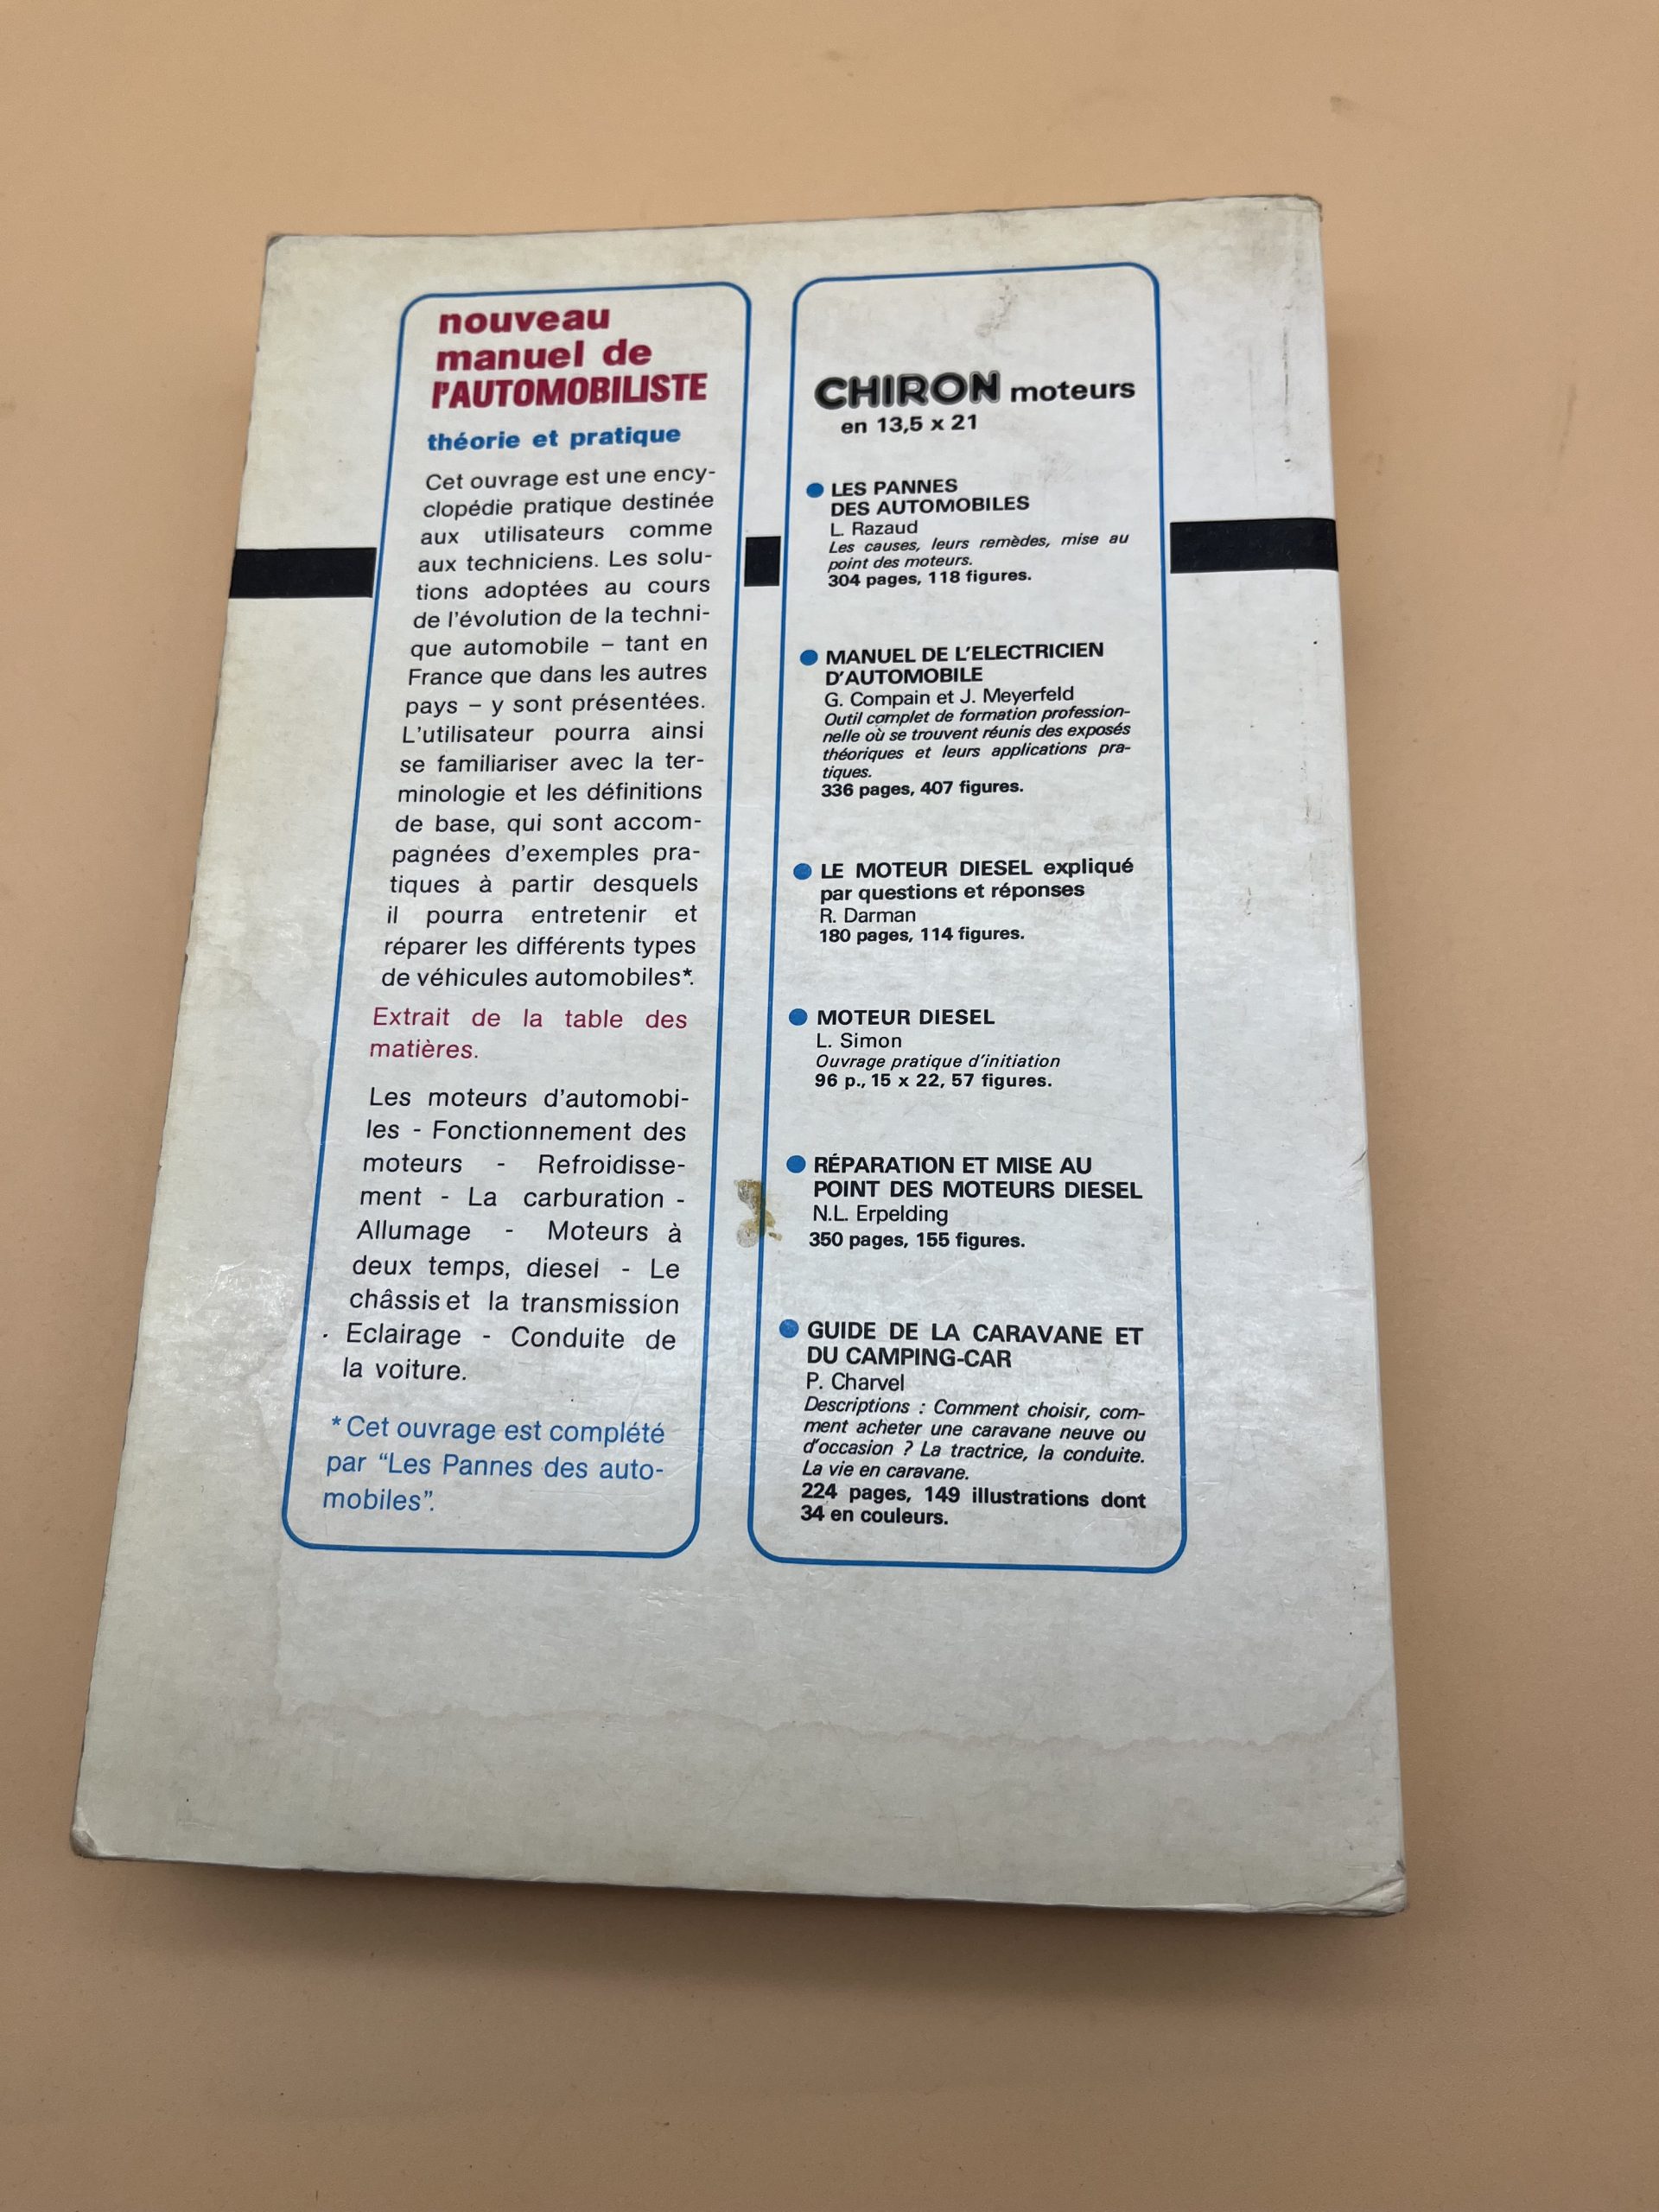 nouveau
manuel de
l'AUTOMOBILISTE
théorie et pratique
Cet ouvrage est une ency-
clopédie pratique destinée
aux utilisateurs comme
aux techniciens. Les solu-
tions adoptées au cours
de l'évolution de la techni-
que automobile – tant en
France que dans les autres
pays – y sont présentées.
L'utilisateur pourra ainsi
se familiariser avec la ter-
minologie et les définitions
de base, qui sont accom-
pagnées d'exemples pra-
tiques à partir desquels
il pourra entretenir et
réparer les différents types
de véhicules automobiles*.
Extrait de la table des
matières.
Les moteurs d'automobi-
les - Fonctionnement des
moteurs - Refroidisse-
ment - La carburation -
Allumage - Moteurs à
deux temps, diesel - Le
châssis et la transmission
Eclairage - Conduite de
la voiture.
* Cet ouvrage est complété
par “Les Pannes des auto-
mobiles”.
CHIRON moteurs
en 13,5 x 21
● LES PANNES
DES AUTOMOBILES
L. Razaud
Les causes, leurs remèdes, mise au
point des moteurs.
304 pages, 118 figures.
● MANUEL DE L'ELECTRICIEN
D'AUTOMOBILE
G. Compain et J. Meyerfeld
Outil complet de formation profession-
nelle où se trouvent réunis des exposés
théoriques et leurs applications pra-
tiques.
336 pages, 407 figures.
● LE MOTEUR DIESEL expliqué
par questions et réponses
R. Darman
180 pages, 114 figures.
● MOTEUR DIESEL
L. Simon
Ouvrage pratique d'initiation
96 p., 15 x 22, 57 figures.
● RÉPARATION ET MISE AU
POINT DES MOTEURS DIESEL
N.L. Erpelding
350 pages, 155 figures.
● GUIDE DE LA CARAVANE ET
DU CAMPING-CAR
P. Charvel
Descriptions : Comment choisir, com-
ment acheter une caravane neuve ou
d'occasion ? La tractrice, la conduite.
La vie en caravane.
224 pages, 149 illustrations dont
34 en couleurs.